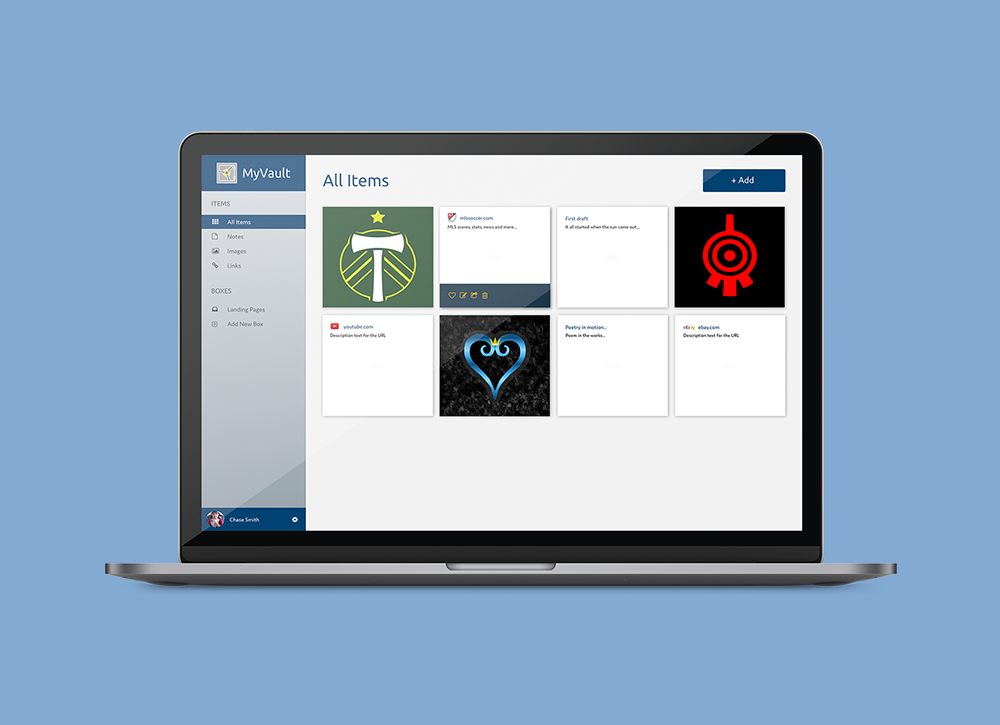 MyVault
ITEMS
All Items
Notes
Images
Links
BOXES
Landing Pages
Add New Box
Chase Smith
All Items
+ Add
mlssoccer.com
MLS scores, stats, news and more...
First draft
It all started when the sun came out...
youtube.com
Description text for the URL
Poetry in motion...
Poem in the works...
ebay ebay.com
Description text for the URL